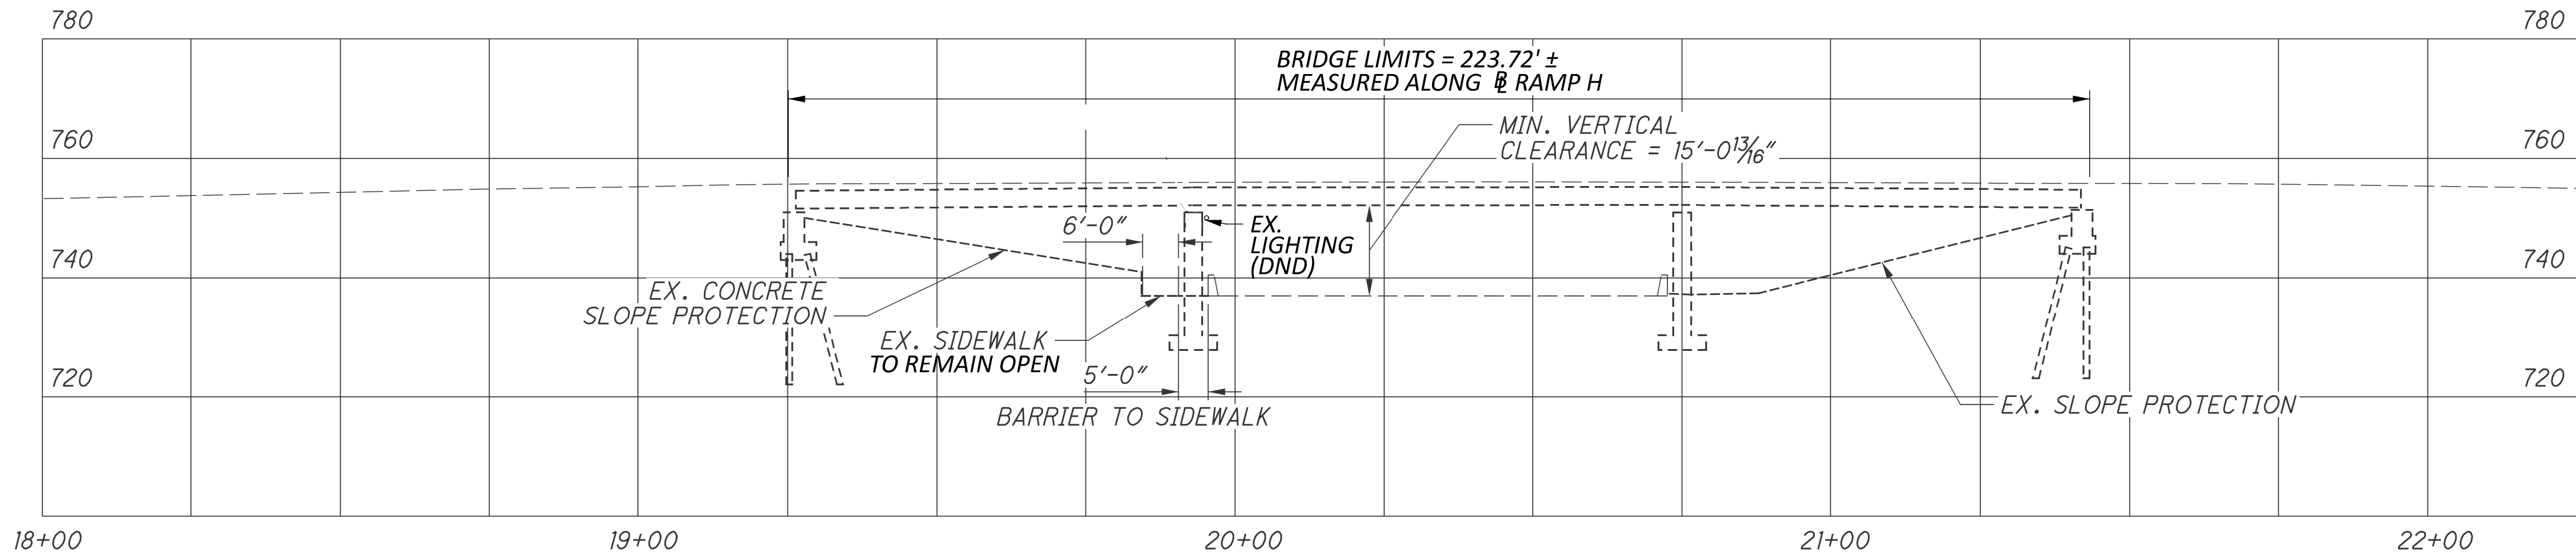 780
780
BRIDGE LIMITS = 223.72' ±
MEASURED ALONG ℄ RAMP H
MIN. VERTICAL
CLEARANCE = 15'-0 13/16"
760
760
6'-0"
EX.
LIGHTING
(DND)
740
740
EX. CONCRETE
SLOPE PROTECTION
EX. SIDEWALK
TO REMAIN OPEN
5'-0"
BARRIER TO SIDEWALK
720
720
EX. SLOPE PROTECTION
18+00
19+00
20+00
21+00
22+00